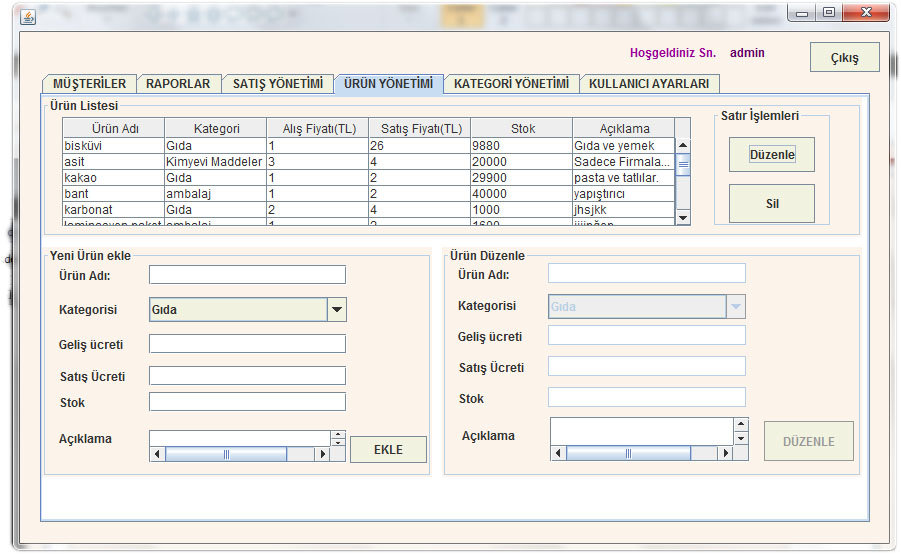 Hoşgeldiniz Sn. admin
Çıkış
MÜŞTERİLER RAPORLAR SATIŞ YÖNETİMİ ÜRÜN YÖNETİMİ KATEGORİ YÖNETİMİ KULLANICI AYARLARI
Ürün Listesi
Ürün Adı Kategori Alış Fiyatı(TL) Satış Fiyatı(TL) Stok Açıklama
bisküvi Gıda 1 26 9880 Gıda ve yemek
asit Kimyevi Maddeler 3 4 20000 Sadece Firmala...
kakao Gıda 1 2 29900 pasta ve tatlılar.
bant ambalaj 1 2 40000 yapıştırıcı
karbonat Gıda 2 4 1000 jhsjkk
ambalaj 1 2 1600
Satır İşlemleri
Düzenle
Sil
Yeni Ürün ekle
Ürün Adı:
Kategorisi Gıda
Geliş ücreti
Satış Ücreti
Stok
Açıklama
EKLE
Ürün Düzenle
Ürün Adı:
Kategorisi Gıda
Geliş ücreti
Satış Ücreti
Stok
Açıklama
DÜZENLE